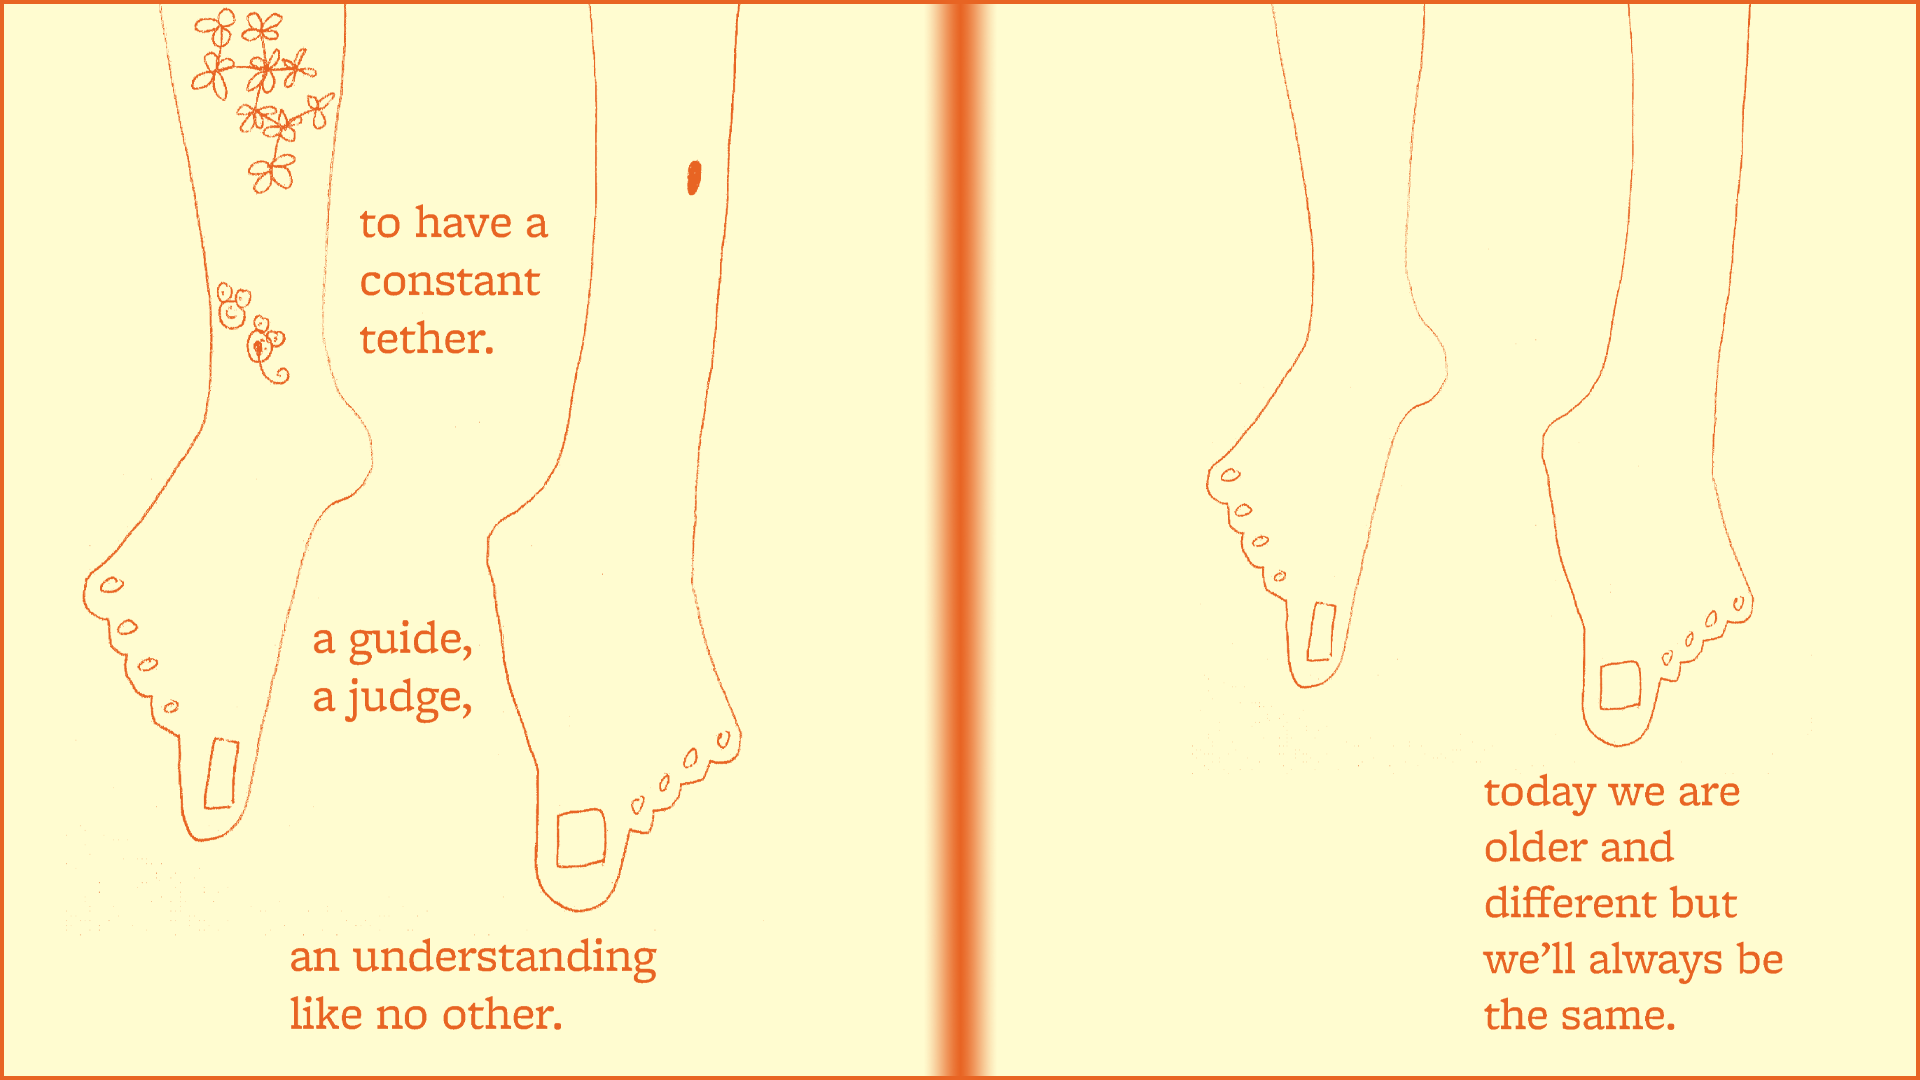 to have a
constant
tether.
a guide,
a judge,
an understanding
like no other.
today we are
older and
different but
we’ll always be
the same.